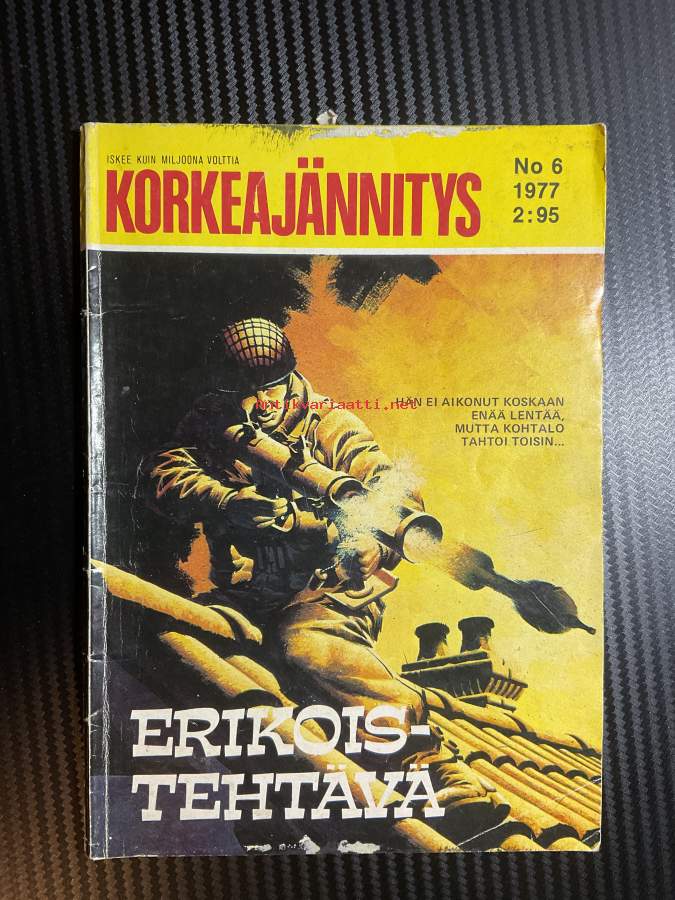 ISKEE KUIN MILJOONA VOLTTIA
KORKEAJÄNNITYS
No 6
1977
2:95
HÄN EI AIKONUT KOSKAAN
ENÄÄ LENTÄÄ,
MUTTA KOHTALO
TAHTOI TOISIN...
Antikvariaatti.net
ERIKOIS-
TEHTÄVÄ